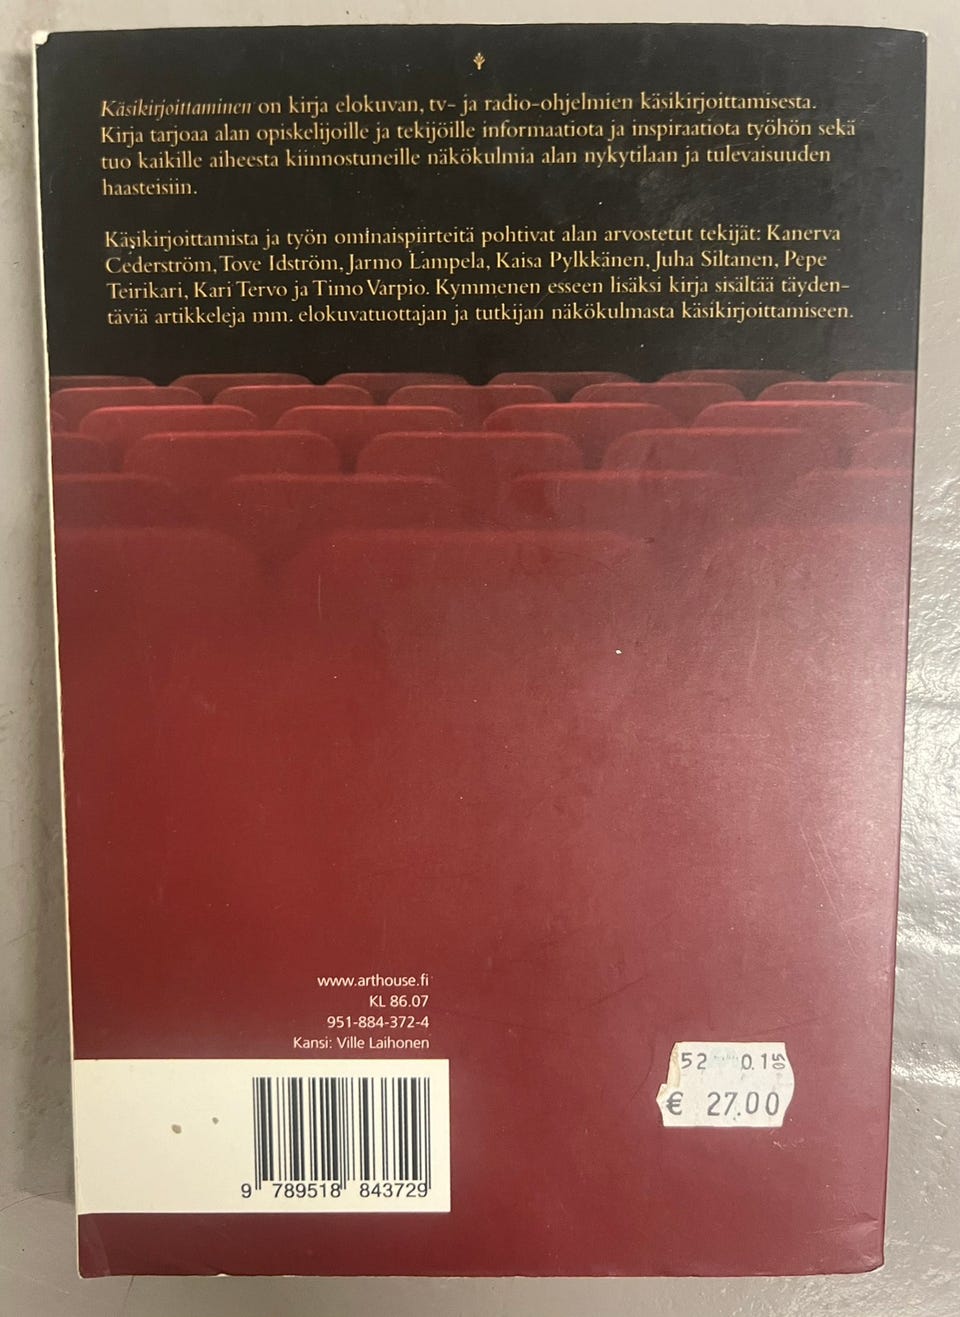 Käsikirjoittaminen on kirja elokuvan, tv- ja radio-ohjelmien käsikirjoittamisesta.
Kirja tarjoaa alan opiskelijoille ja tekijöille informaatiota ja inspiraatiota työhön sekä
tuo kaikille aiheesta kiinnostuneille näkökulmia alan nykytilaan ja tulevaisuuden
haasteisiin.
Käsikirjoittamista ja työn ominaispiirteitä pohtivat alan arvostetut tekijät: Kanerva
Cederström, Tove Idström, Jarmo Lampela, Kaisa Pylkkänen, Juha Siltanen, Pepe
Teirikari, Kari Tervo ja Timo Varpio. Kymmenen esseen lisäksi kirja sisältää täyden-
täviä artikkeleja mm. elokuvatuottajan ja tutkijan näkökulmasta käsikirjoittamiseen.
www.arthouse.fi
KL 86.07
951-884-372-4
Kansi: Ville Laihonen
9 789518 843729
52 0.1 05
€ 27.00